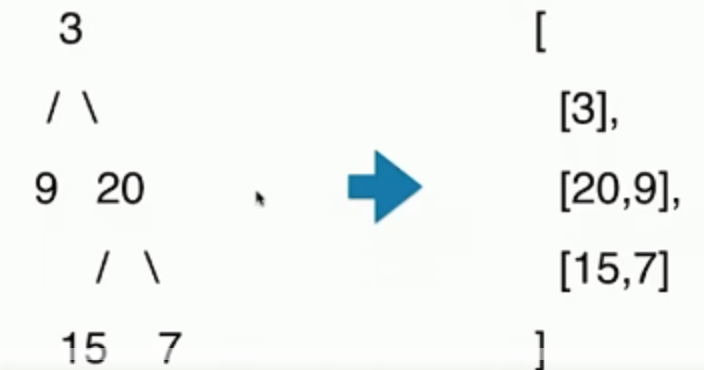 3 [
/ \ [3],
9 20 [20,9],
/ \ [15,7]
15 7 ]